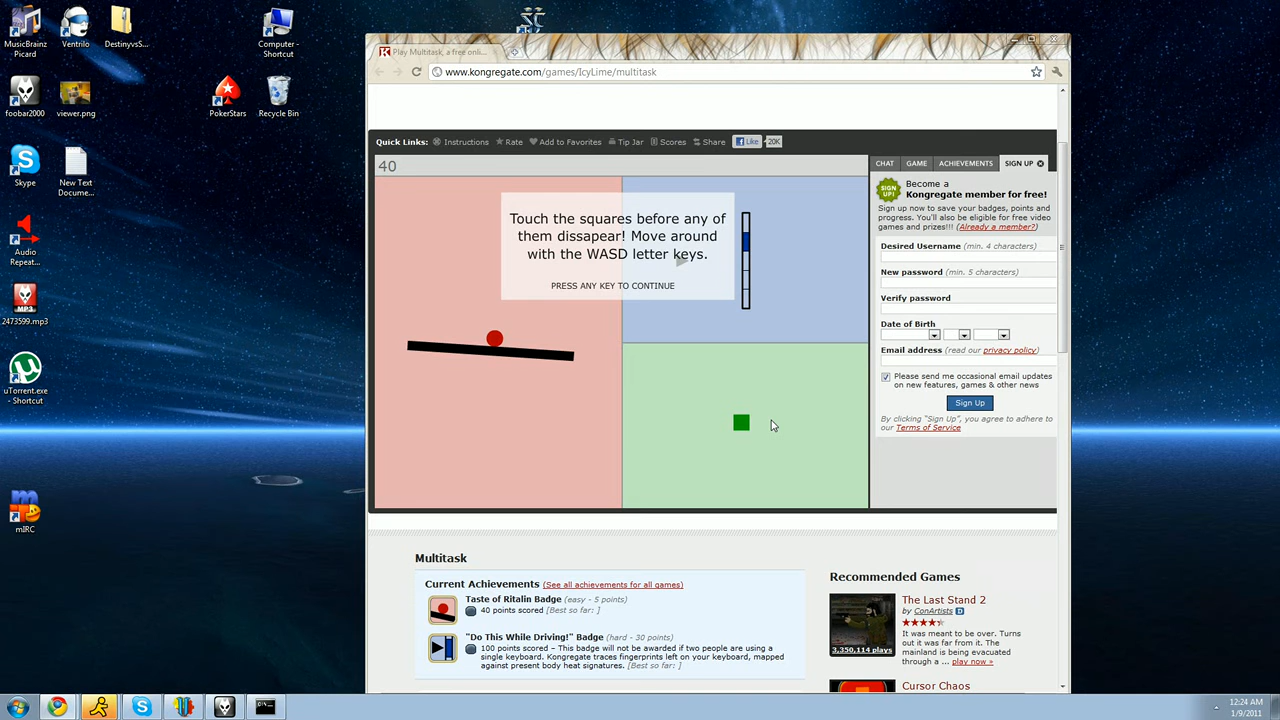 MusicBrainz
Picard
Ventrilo
DestinyvsS...
Computer -
Shortcut
foobar2000
viewer.png
PokerStars
Recycle Bin
Skype
New Text
Docume...
Audio
Repeat...
MP3
2473599.mp3
uTorrent.exe
- Shortcut
mIRC
SC
Play Multitask, a free onli...
www.kongregate.com/games/IcyLime/multitask
Quick Links: Instructions Rate Add to Favorites Tip Jar Scores Share Like 20K
40
Touch the squares before any of
them dissapear! Move around
with the WASD letter keys.
PRESS ANY KEY TO CONTINUE
CHAT GAME ACHIEVEMENTS SIGN UP
SIGN UP!
Become a
Kongregate member for free!
Sign up now to save your badges, points and
progress. You'll also be eligible for free video
games and prizes!!! (Already a member?)
Desired Username (min. 4 characters)
New password (min. 5 characters)
Verify password
Date of Birth
Email address (read our privacy policy)
Please send me occasional email updates
on new features, games & other news
Sign Up
By clicking "Sign Up", you agree to adhere to
our Terms of Service
Multitask
Current Achievements (See all achievements for all games)
Taste of Ritalin Badge (easy - 5 points)
40 points scored [Best so far: ]
"Do This While Driving!" Badge (hard - 30 points)
100 points scored – This badge will not be awarded if two people are using a
single keyboard. Kongregate traces fingerprints left on your keyboard, mapped
against present body heat signatures. [Best so far: ]
Recommended Games
The Last Stand 2
by ConArtists D
It was meant to be over. Turns
out it was far from it. The
mainland is being evacuated
through a ... play now »
3,350,114 plays
Cursor Chaos
12:24 AM
1/9/2011